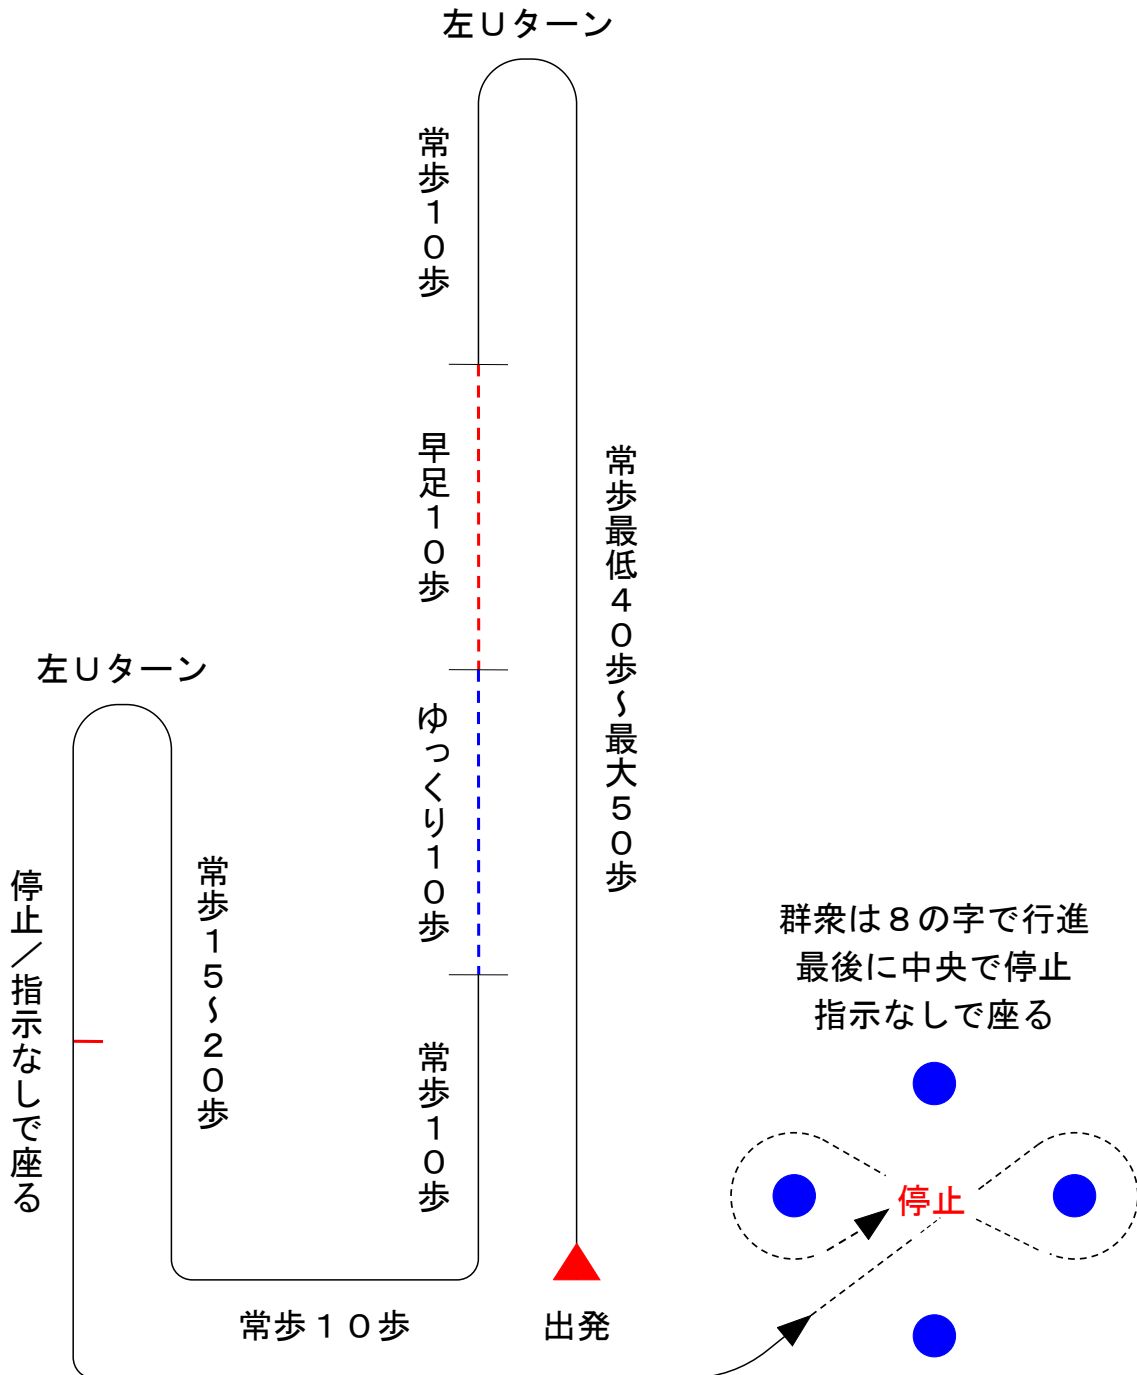 左Ｕターン
常歩１０歩
早足１０歩
常歩最低４０歩～最大５０歩
左Ｕターン
ゆっくり１０歩
停止／指示なしで座る
常歩１５～２０歩
常歩１０歩
群衆は８の字で行進
最後に中央で停止
指示なしで座る
停止
常歩１０歩
出発